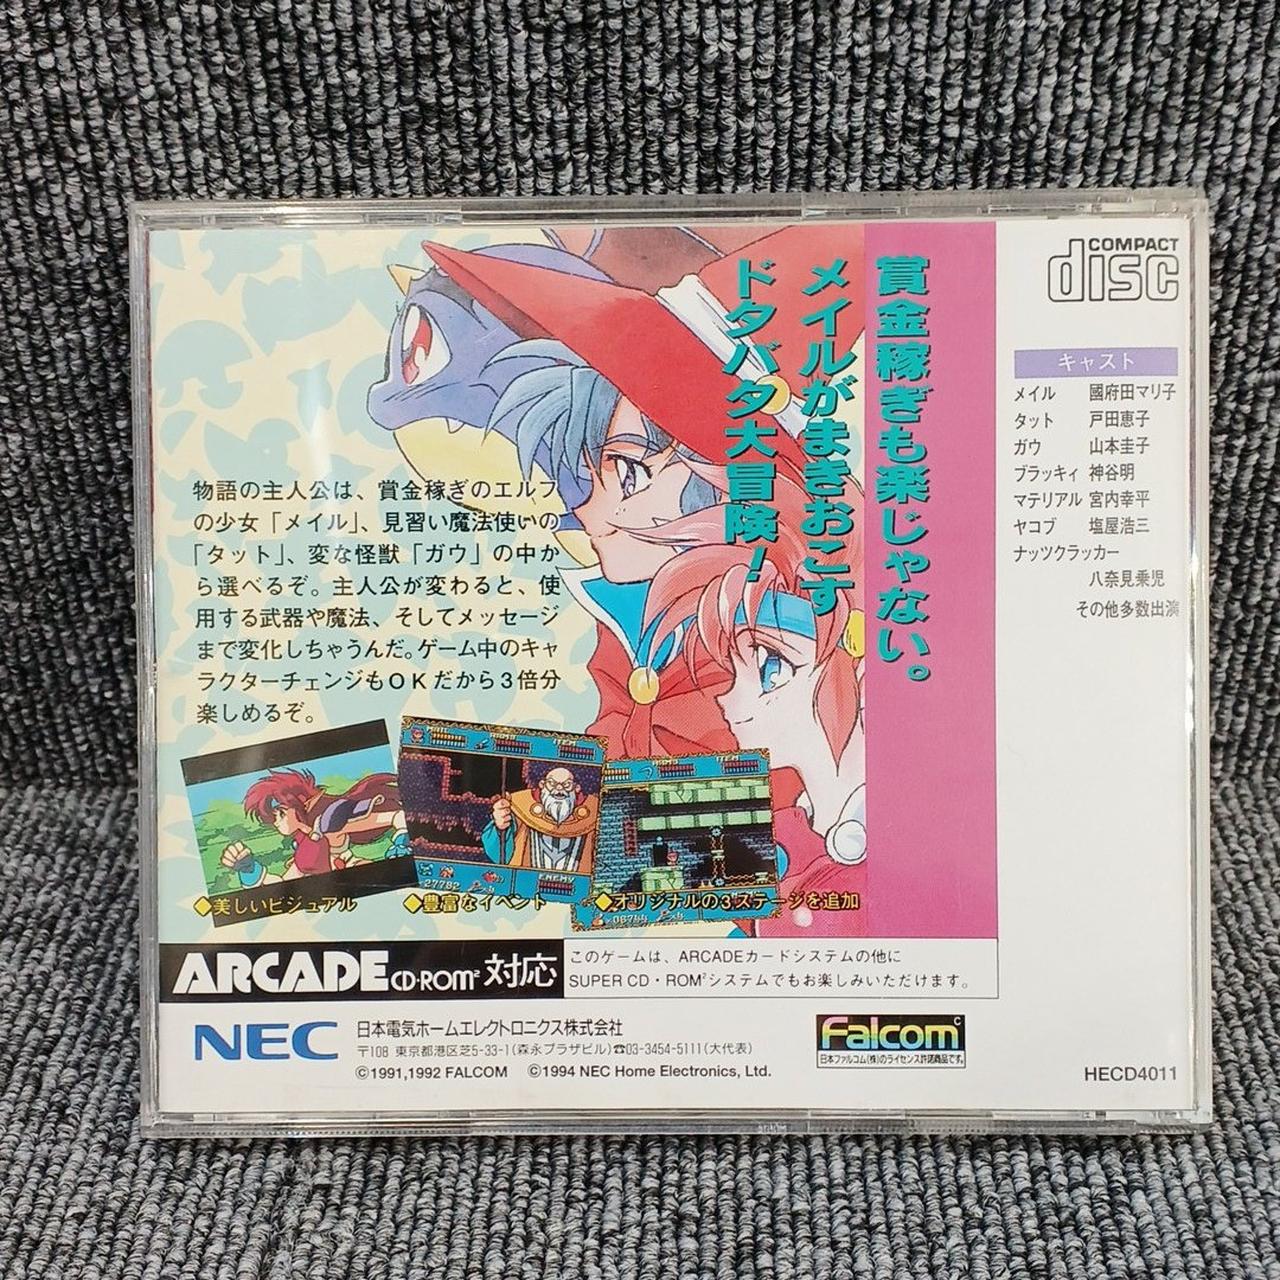 COMPACT
disc
賞金稼ぎも楽じゃない。
メイルがまきおこす
ドタバタ大冒険!
キャスト
メイル 國府田マリ子
タット 戸田恵子
ガウ 山本圭子
ブラッキィ 神谷明
マテリアル 宮内幸平
ヤコブ 塩屋浩三
ナッツクラッカー
八奈見乗児
その他多数出演
物語の主人公は、賞金稼ぎのエルフ
の少女「メイル」、見習い魔法使いの
「タット」、変な怪獣「ガウ」の中か
ら選べるぞ。主人公が変わると、使
用する武器や魔法、そしてメッセージ
まで変化しちゃうんだ。ゲーム中のキャ
ラクターチェンジもOKだから3倍分
楽しめるぞ。
ITEM
ITEM
27782
ENEMY
◆美しいビジュアル
◆豊富なイベント
◆オリジナルの3ステージを追加
ARCADE CD-ROM² 対応
このゲームは、ARCADEカードシステムの他に
SUPER CD・ROM²システムでもお楽しみいただけます。
NEC 日本電気ホームエレクトロニクス株式会社
〒108 東京都港区芝5-33-1(森永プラザビル)☎03-3454-5111(大代表)
©1991,1992 FALCOM ©1994 NEC Home Electronics, Ltd.
Falcom
日本ファルコム(株)のライセンス許諾商品です。
HECD4011